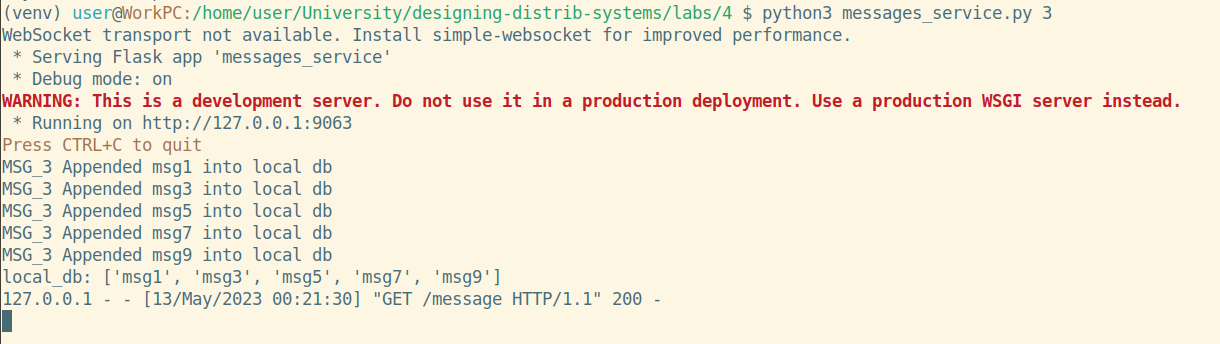 (venv) user@WorkPC:/home/user/University/designing-distrib-systems/labs/4 $ python3 messages_service.py 3
WebSocket transport not available. Install simple-websocket for improved performance.
 * Serving Flask app 'messages_service'
 * Debug mode: on
WARNING: This is a development server. Do not use it in a production deployment. Use a production WSGI server instead.
 * Running on http://127.0.0.1:9063
Press CTRL+C to quit
MSG_3 Appended msg1 into local db
MSG_3 Appended msg3 into local db
MSG_3 Appended msg5 into local db
MSG_3 Appended msg7 into local db
MSG_3 Appended msg9 into local db
local_db: ['msg1', 'msg3', 'msg5', 'msg7', 'msg9']
127.0.0.1 - - [13/May/2023 00:21:30] "GET /message HTTP/1.1" 200 -